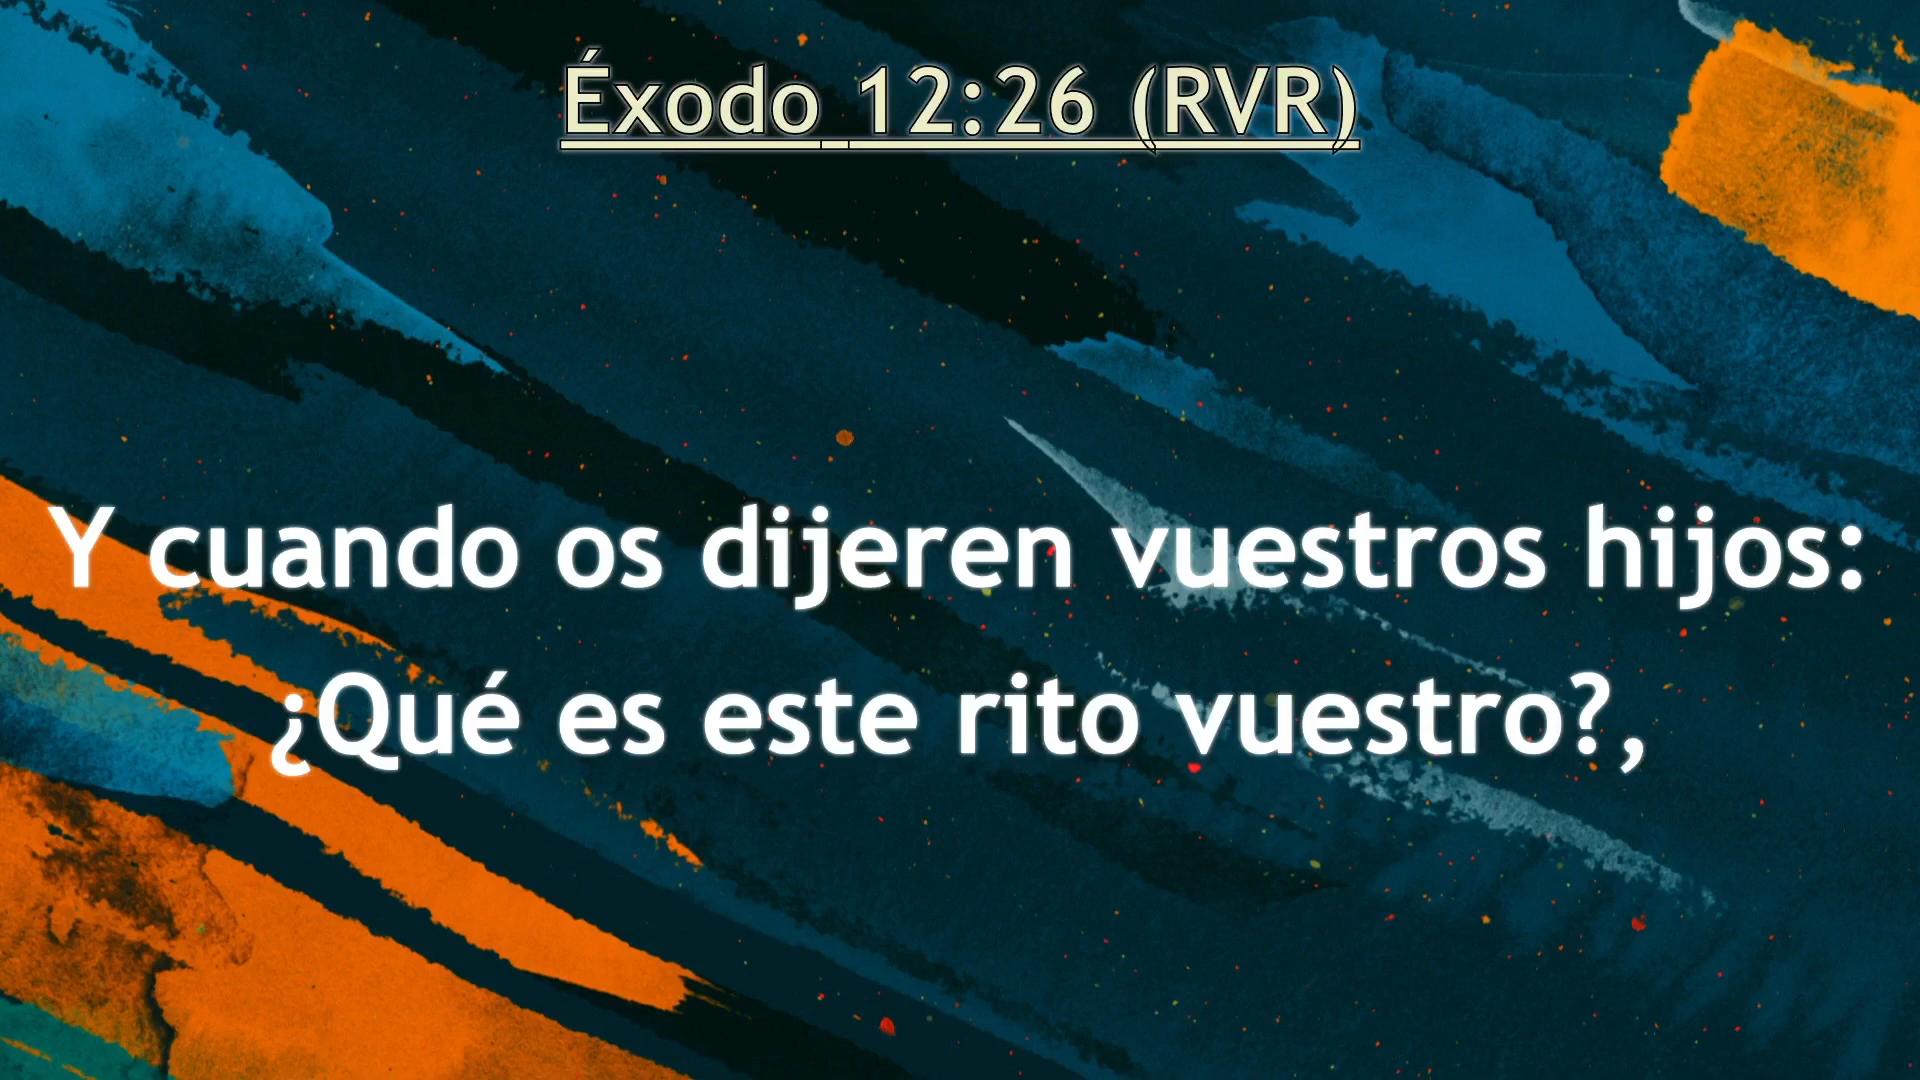 Éxodo 12:26 (RVR)
Y cuando os dijeren vuestros hijos:
¿Qué es este rito vuestro?,